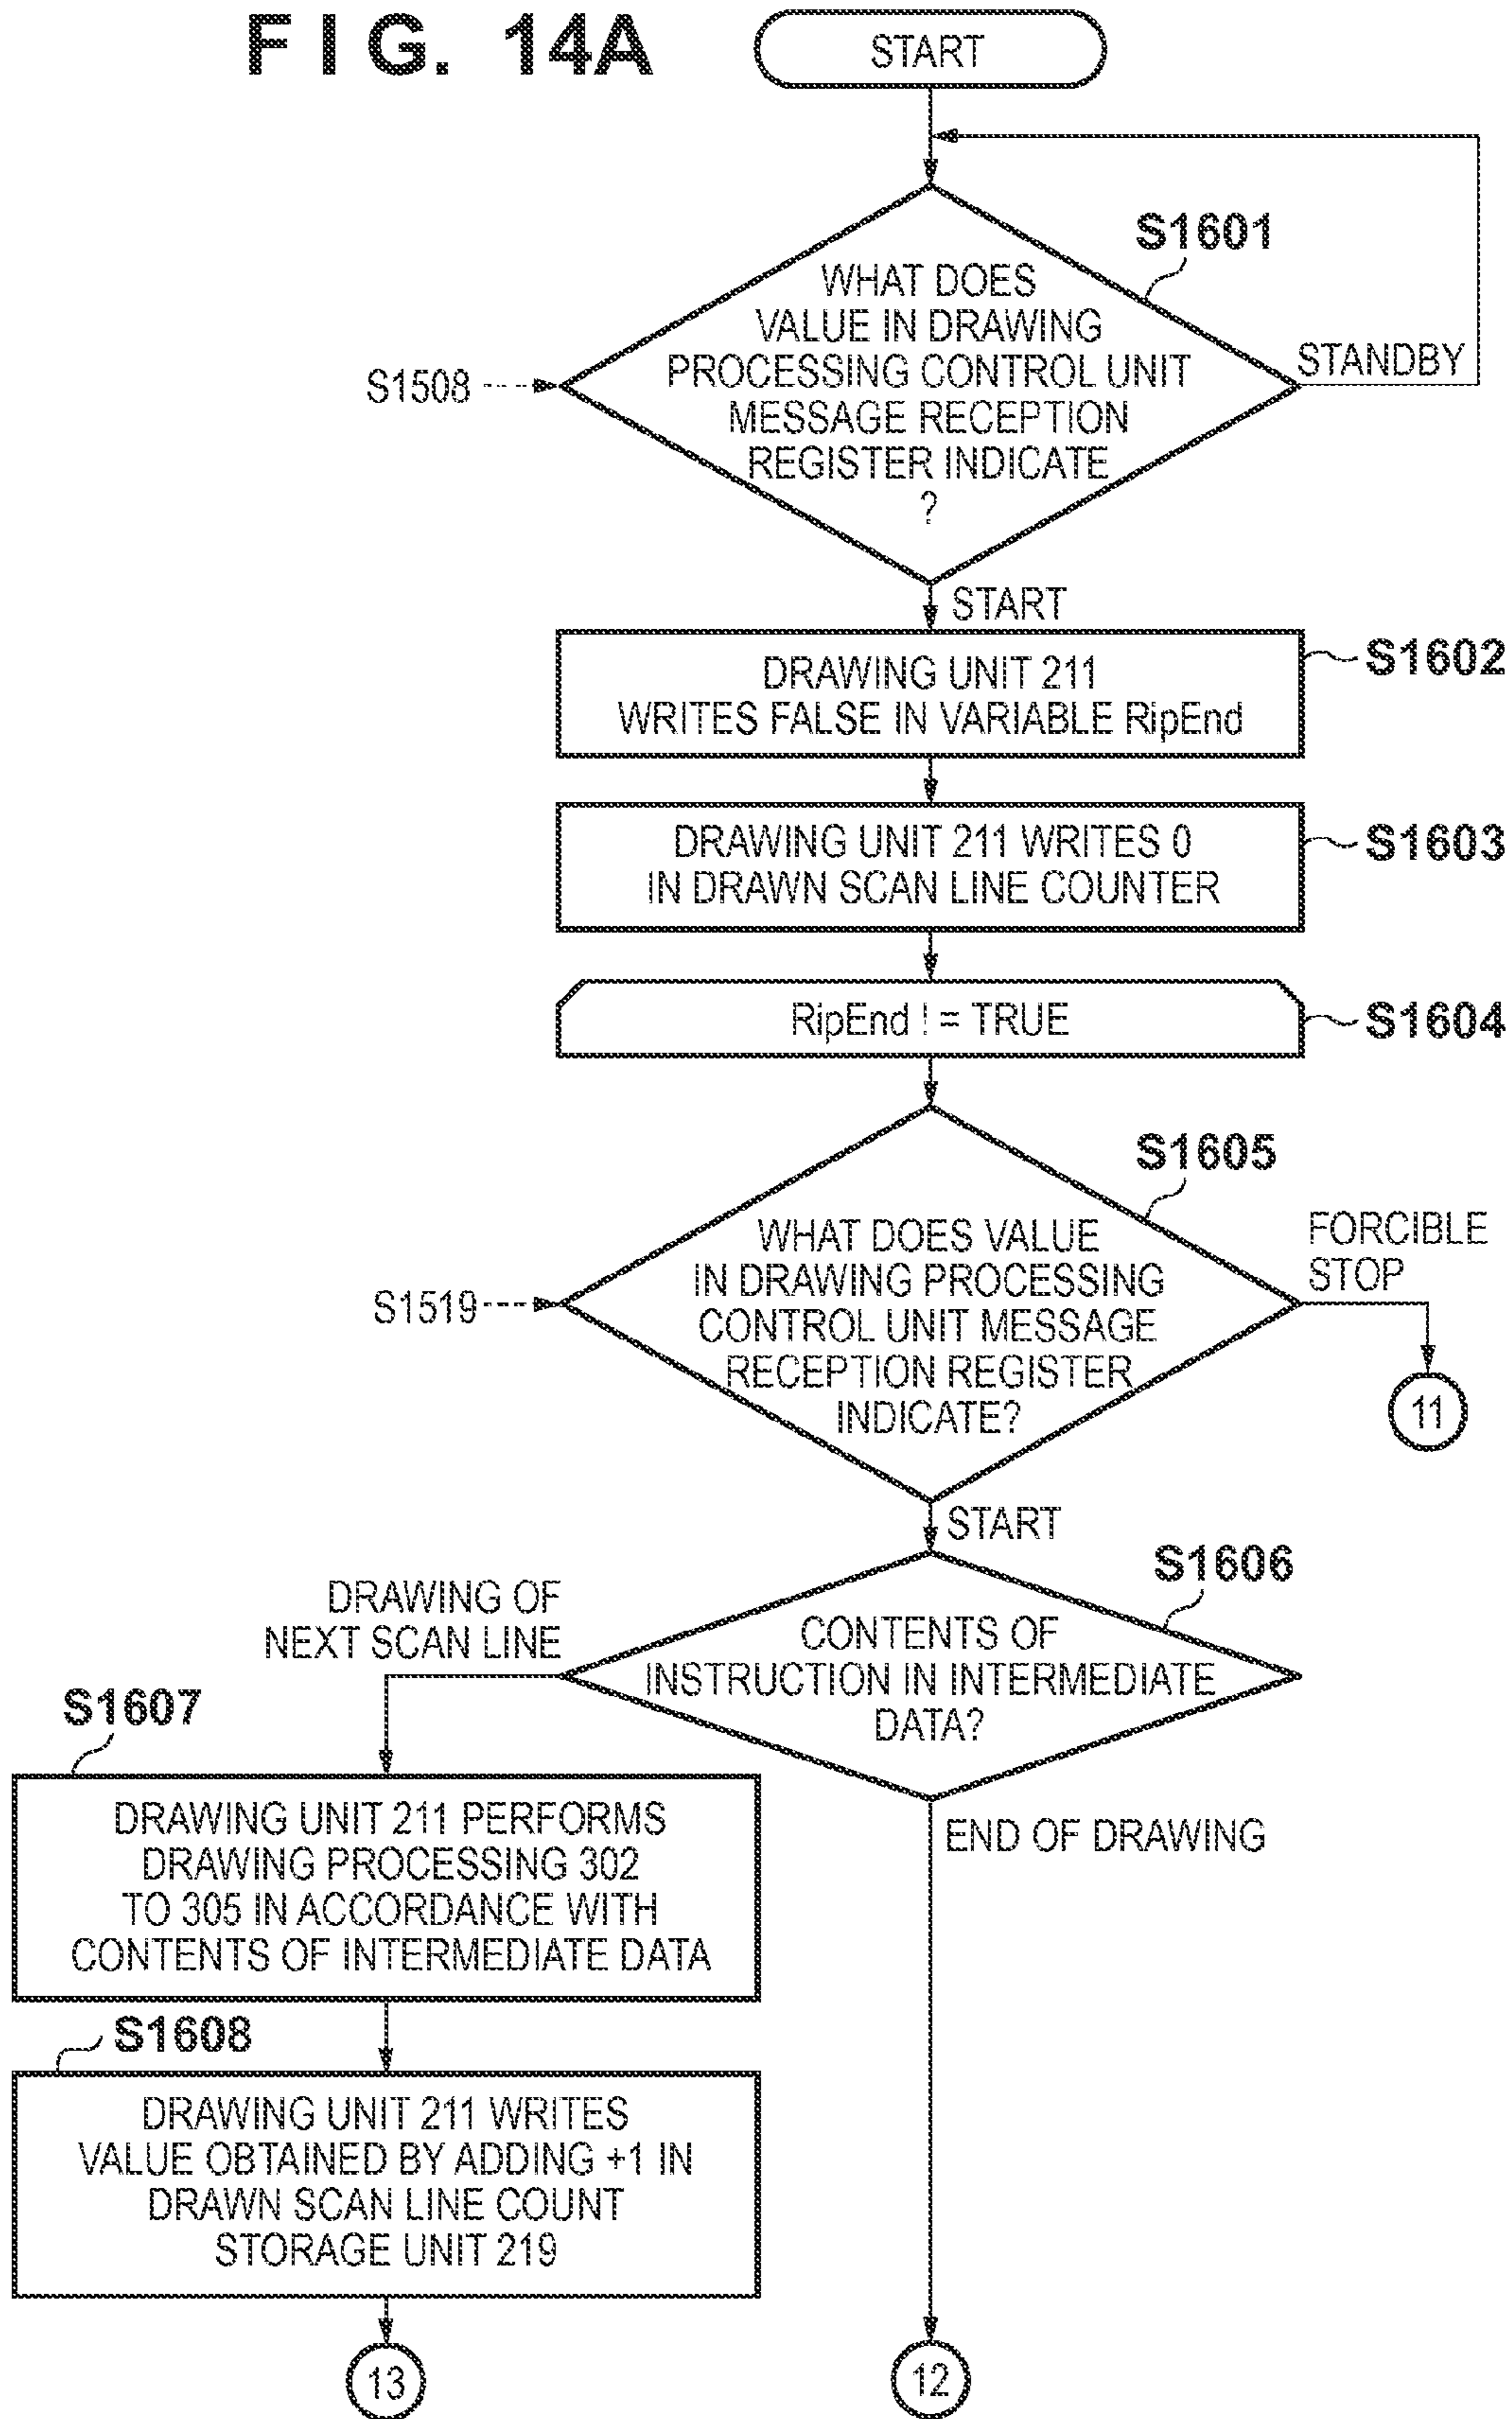 FIG. 14A
START
S1601
WHAT DOES
VALUE IN DRAWING
PROCESSING CONTROL UNIT
MESSAGE RECEPTION
REGISTER INDICATE
?
STANDBY
S1508
START
DRAWING UNIT 211
WRITES FALSE IN VARIABLE RipEnd
S1602
DRAWING UNIT 211 WRITES 0
IN DRAWN SCAN LINE COUNTER
S1603
RipEnd ! = TRUE
S1604
S1605
WHAT DOES VALUE
IN DRAWING PROCESSING
CONTROL UNIT MESSAGE
RECEPTION REGISTER
INDICATE?
FORCIBLE
STOP
S1519
11
START
S1606
DRAWING OF
NEXT SCAN LINE
CONTENTS OF
INSTRUCTION IN INTERMEDIATE
DATA?
S1607
DRAWING UNIT 211 PERFORMS
DRAWING PROCESSING 302
TO 305 IN ACCORDANCE WITH
CONTENTS OF INTERMEDIATE DATA
END OF DRAWING
S1608
DRAWING UNIT 211 WRITES
VALUE OBTAINED BY ADDING +1 IN
DRAWN SCAN LINE COUNT
STORAGE UNIT 219
13
12